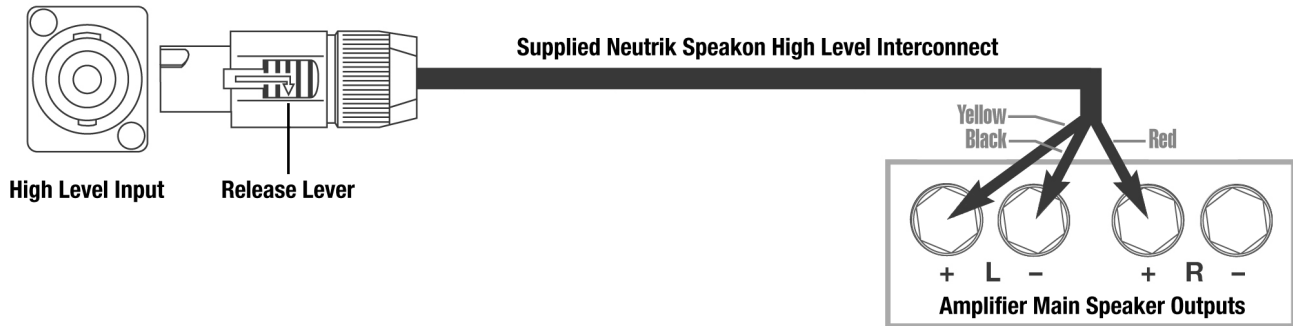 Supplied Neutrik Speakon High Level Interconnect
Yellow
Black
Red
High Level Input
Release Lever
+ L - + R -
Amplifier Main Speaker Outputs